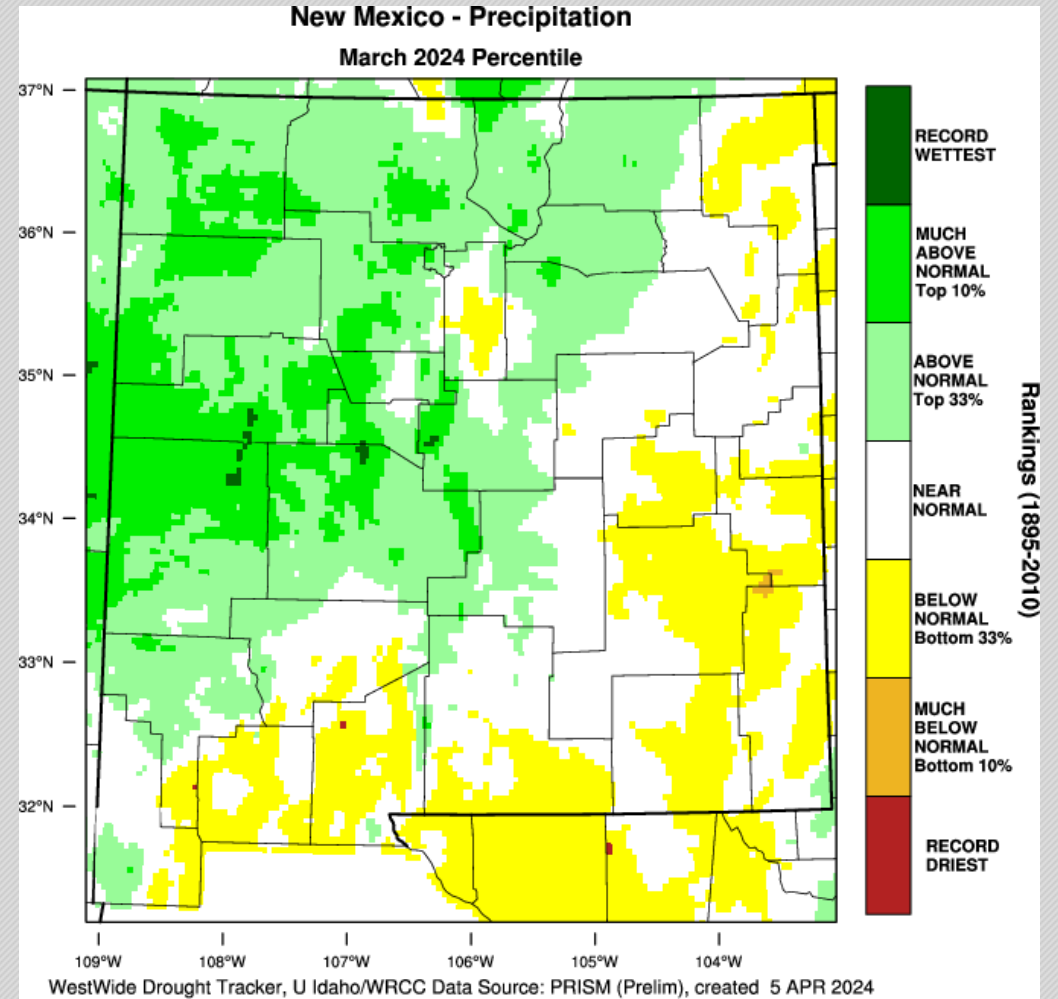 New Mexico - Precipitation
March 2024 Percentile
37°N
36°N
35°N
34°N
33°N
32°N
109°W
108°W
107°W
106°W
105°W
104°W
RECORD
WETTEST
MUCH
ABOVE
NORMAL
Top 10%
ABOVE
NORMAL
Top 33%
NEAR
NORMAL
BELOW
NORMAL
Bottom 33%
MUCH
BELOW
NORMAL
Bottom 10%
RECORD
DRIEST
Rankings (1895-2010)
WestWide Drought Tracker, U Idaho/WRCC Data Source: PRISM (Prelim), created 5 APR 2024